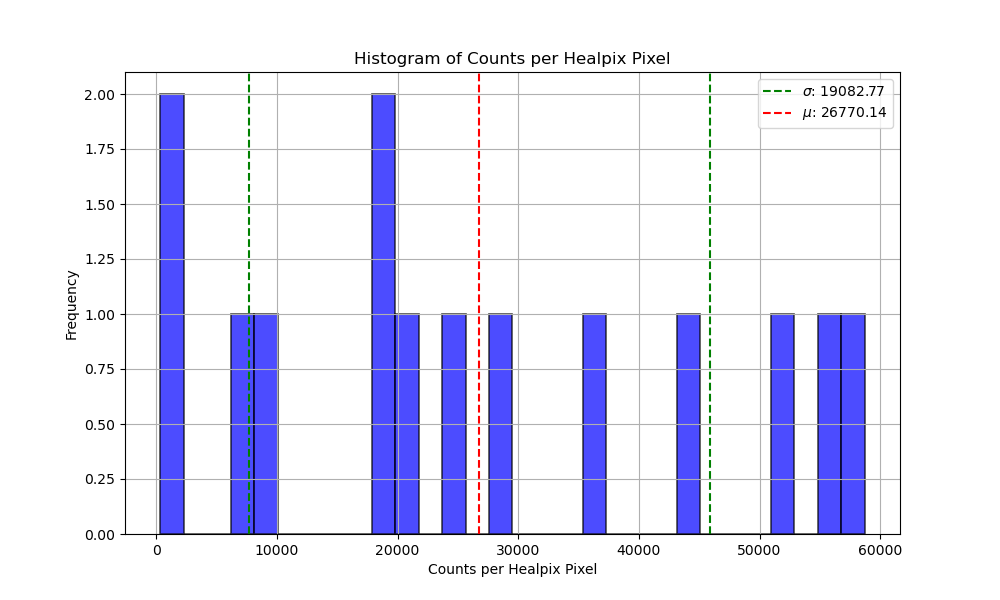 Histogram of Counts per Healpix Pixel
σ: 19082.77
μ: 26770.14
Frequency
2.00
1.75
1.50
1.25
1.00
0.75
0.50
0.25
0.00
0 10000 20000 30000 40000 50000 60000
Counts per Healpix Pixel